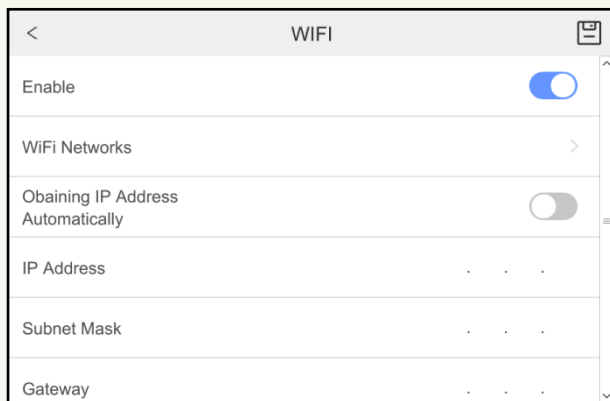 WIFI
Enable
WiFi Networks
Obaining IP Address
Automatically
IP Address . . .
Subnet Mask . . .
Gateway . . .